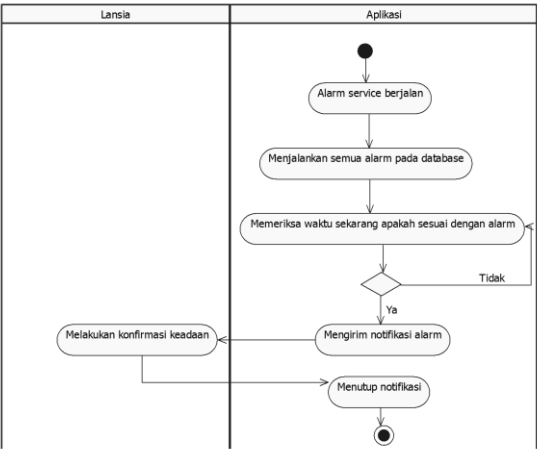 Lansia
Aplikasi
Alarm service berjalan
Menjalankan semua alarm pada database
Memeriksa waktu sekarang apakah sesuai dengan alarm
Tidak
Ya
Melakukan konfirmasi keadaan
Mengirim notifikasi alarm
Menutup notifikasi